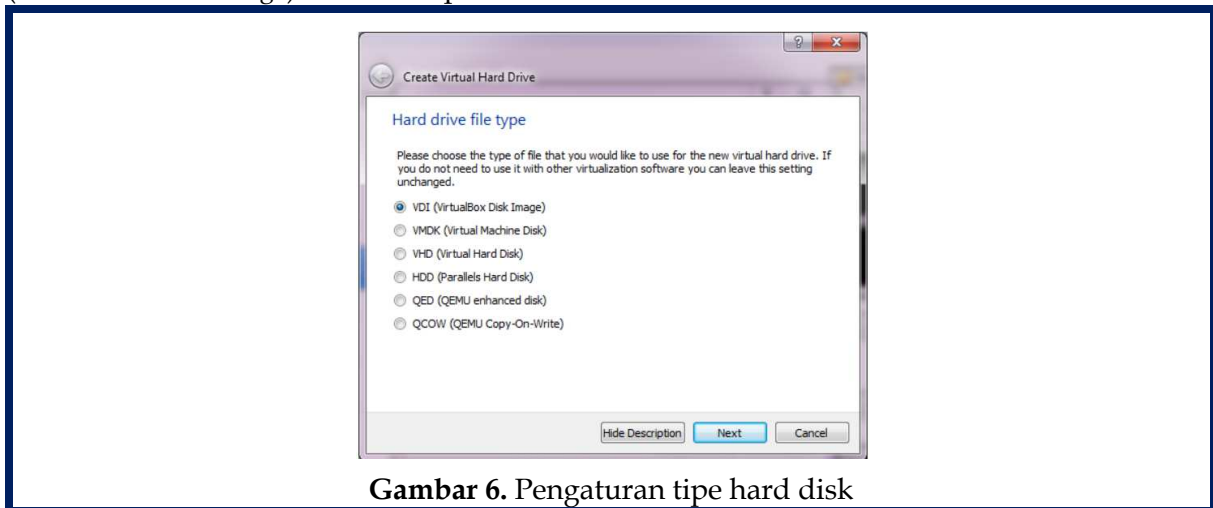 Create Virtual Hard Drive
Hard drive file type
Please choose the type of file that you would like to use for the new virtual hard drive. If
you do not need to use it with other virtualization software you can leave this setting
unchanged.
VDI (VirtualBox Disk Image)
VMDK (Virtual Machine Disk)
VHD (Virtual Hard Disk)
HDD (Parallels Hard Disk)
QED (QEMU enhanced disk)
QCOW (QEMU Copy-On-Write)
Hide Description Next Cancel
Gambar 6. Pengaturan tipe hard disk